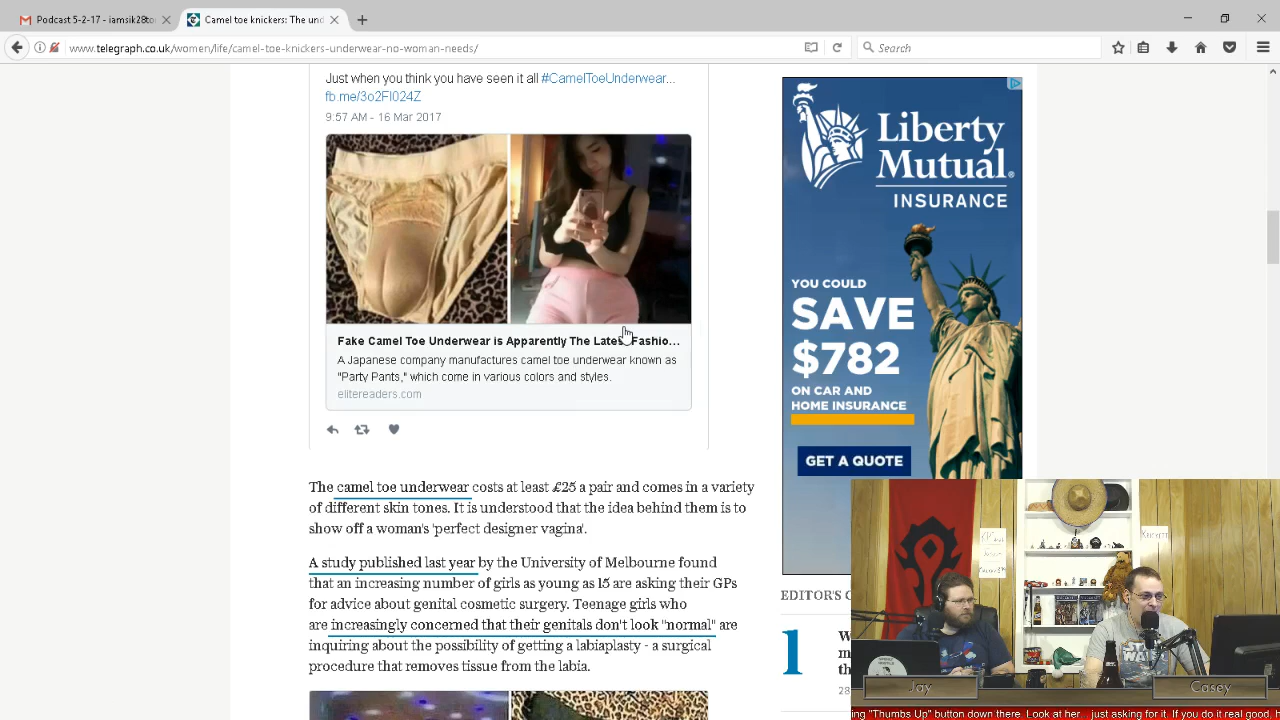 Podcast 5-2-17 - iamsik28to
Camel toe knickers: The und
www.telegraph.co.uk/women/life/camel-toe-knickers-underwear-no-woman-needs/
Search
Just when you think you have seen it all #CamelToeUnderwear...
fb.me/3o2FI024Z
9:57 AM - 16 Mar 2017
Fake Camel Toe Underwear is Apparently The Latest Fashio...
A Japanese company manufactures camel toe underwear known as
"Party Pants," which come in various colors and styles.
elitereaders.com
The camel toe underwear costs at least £25 a pair and comes in a variety
of different skin tones. It is understood that the idea behind them is to
show off a woman's 'perfect designer vagina'.
A study published last year by the University of Melbourne found
that an increasing number of girls as young as 15 are asking their GPs
for advice about genital cosmetic surgery. Teenage girls who
are increasingly concerned that their genitals don't look "normal" are
inquiring about the possibility of getting a labiaplasty - a surgical
procedure that removes tissue from the labia.
Liberty
Mutual®
INSURANCE
YOU COULD
SAVE
$782
ON CAR AND
HOME INSURANCE
GET A QUOTE
EDITOR'S C
1
W
m
th
28
Jay
Casey
ing "Thumbs Up" button down there. Look at her... just asking for it. If you do it real good, H